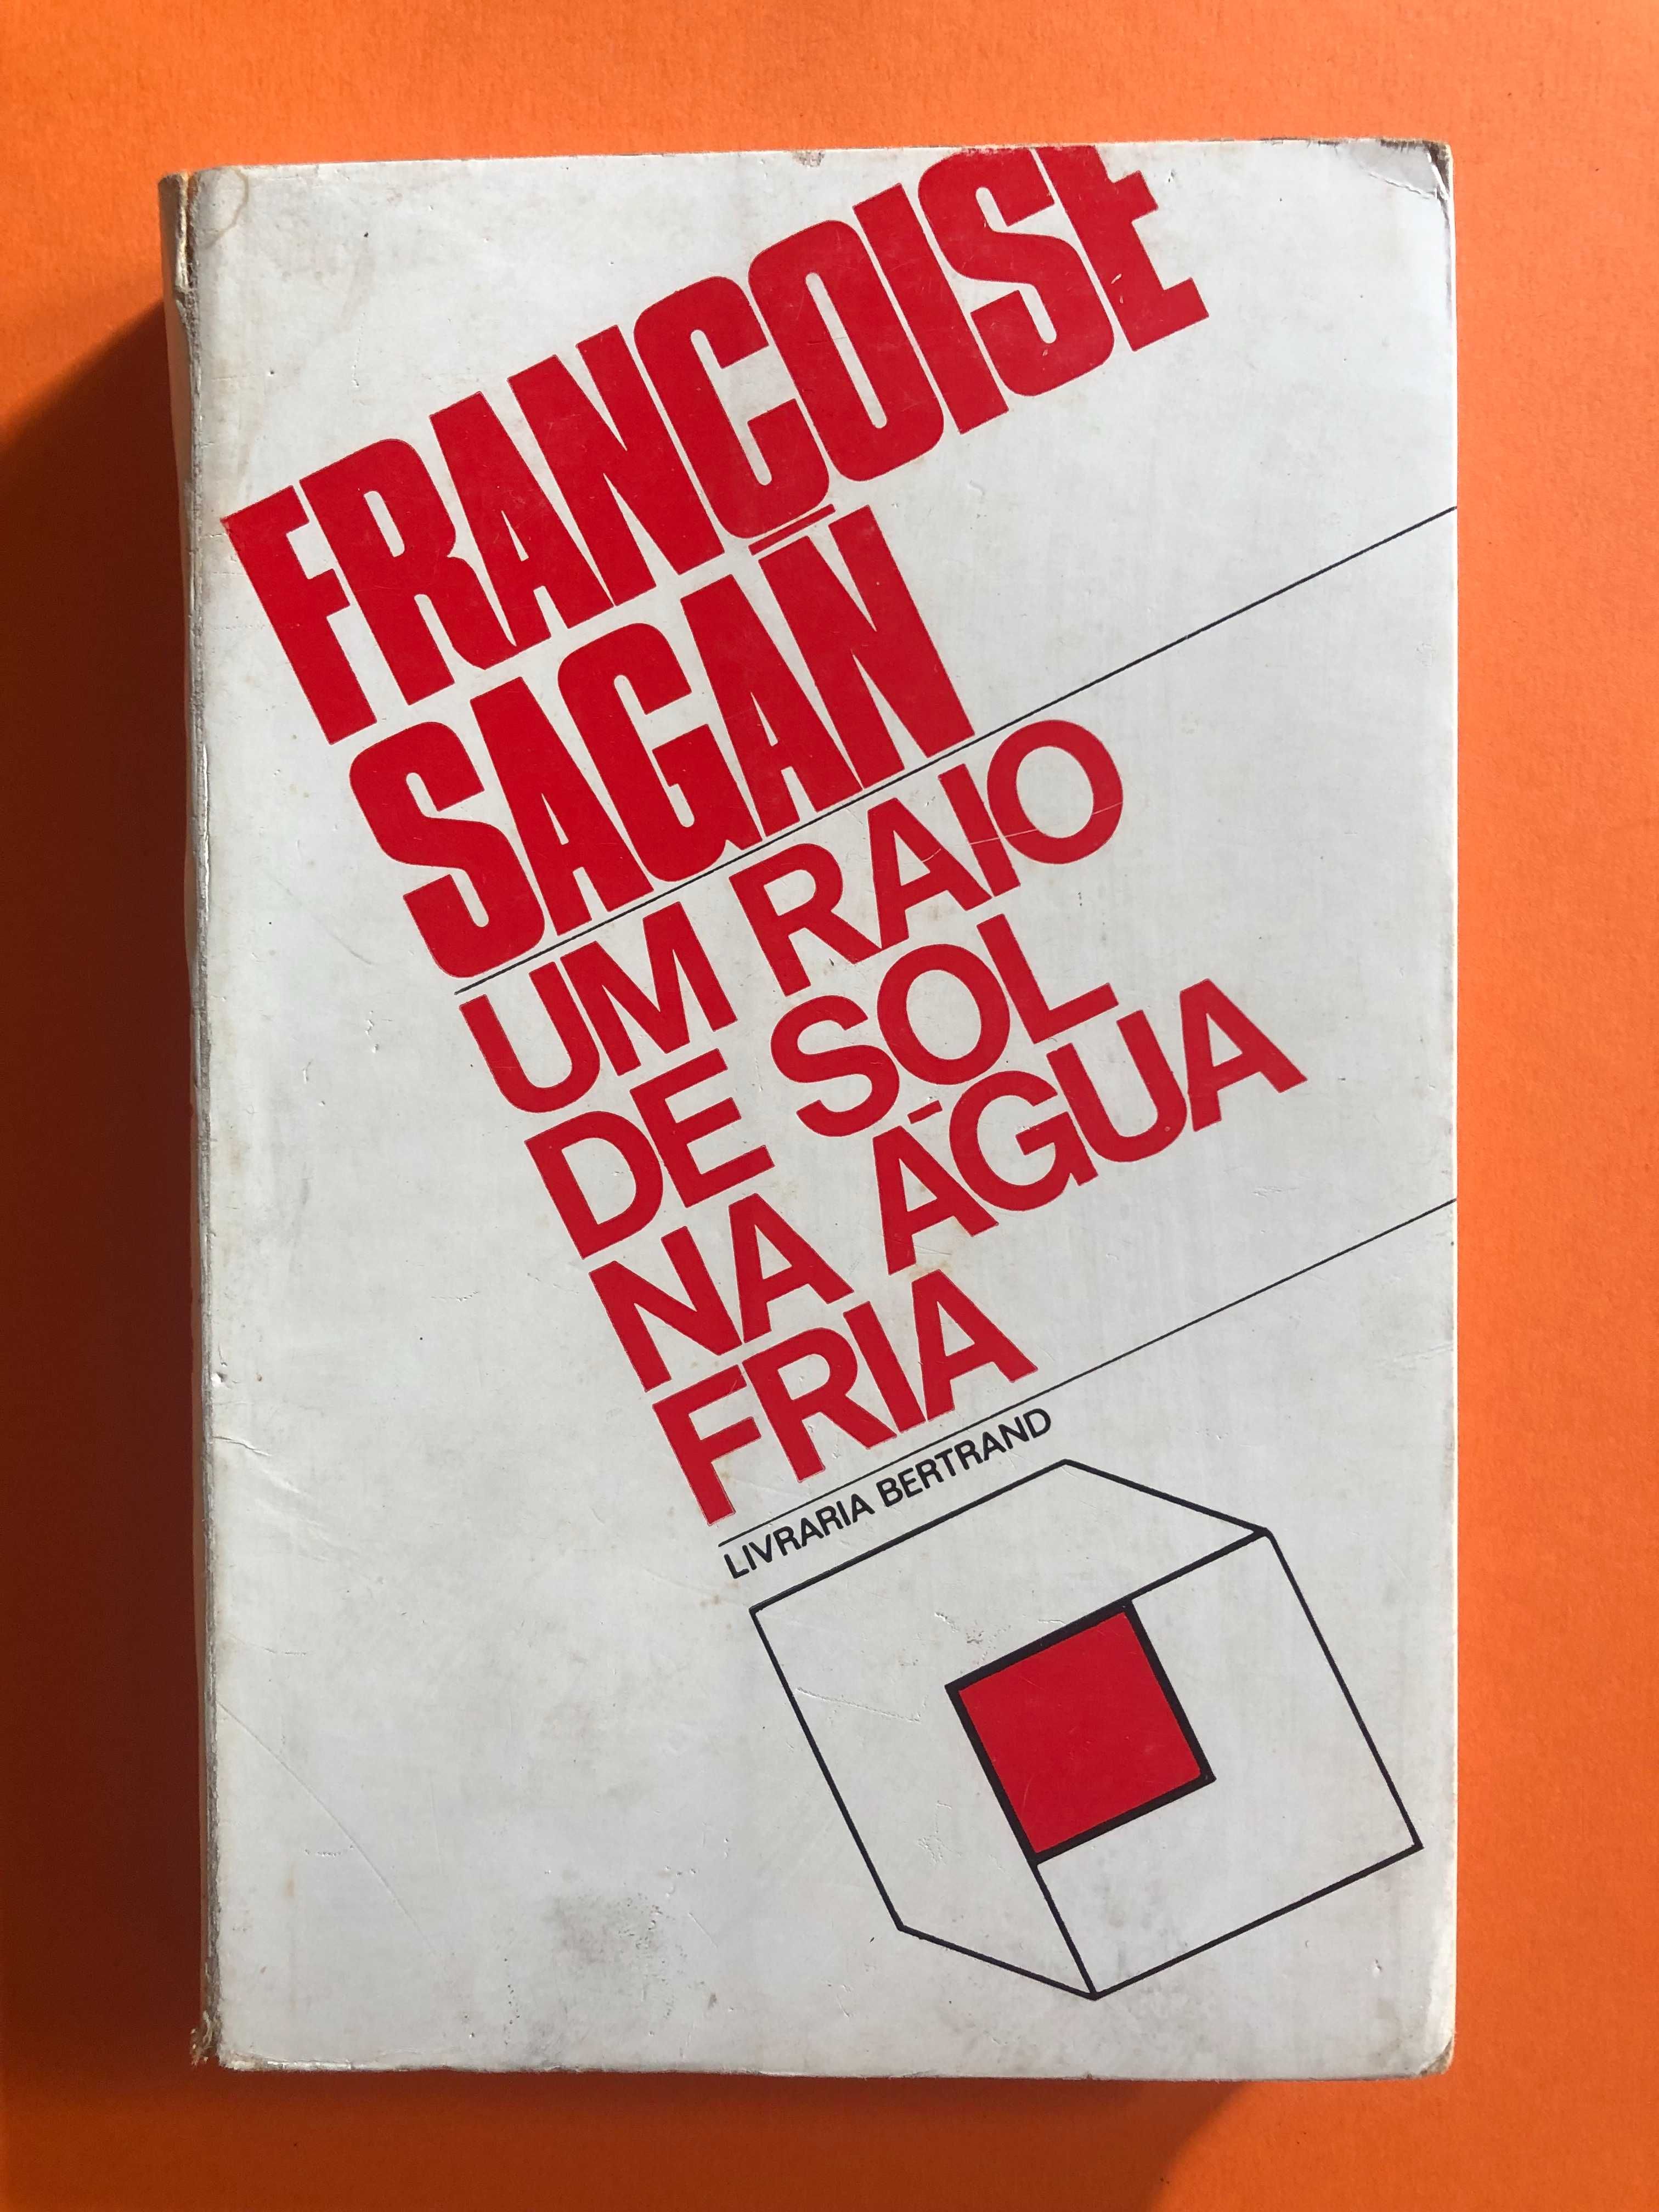 FRANÇOISE
SAGAN
UM RAIO
DE SOL
NA ÁGUA
FRIA
LIVRARIA BERTRAND